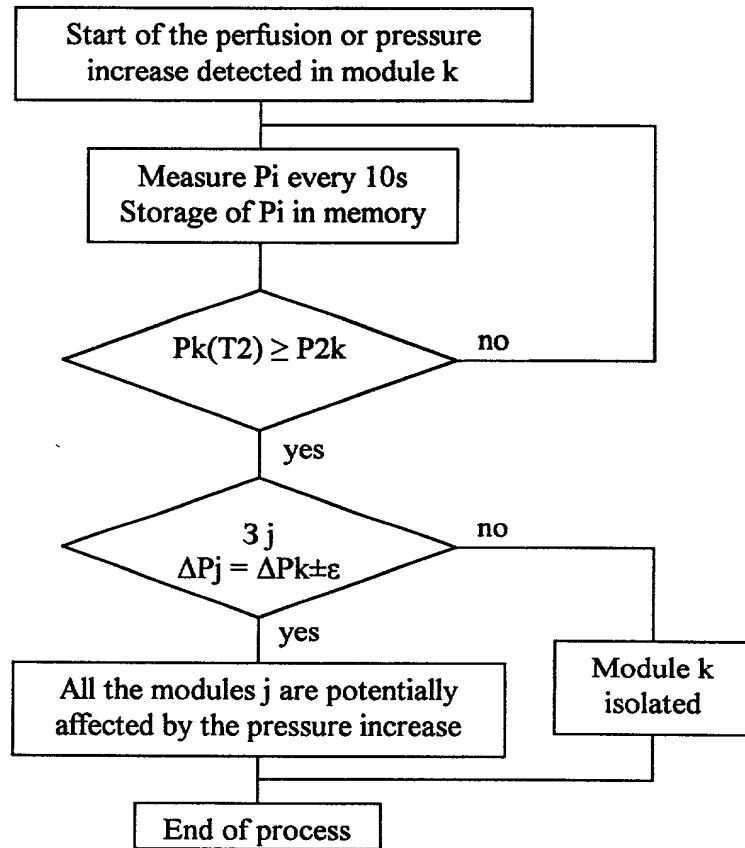 Start of the perfusion or pressure
increase detected in module k
Measure Pi every 10s
Storage of Pi in memory
Pk(T2) ≥ P2k
no
yes
3 j
ΔPj = ΔPk±ε
no
yes
All the modules j are potentially
affected by the pressure increase
Module k
isolated
End of process